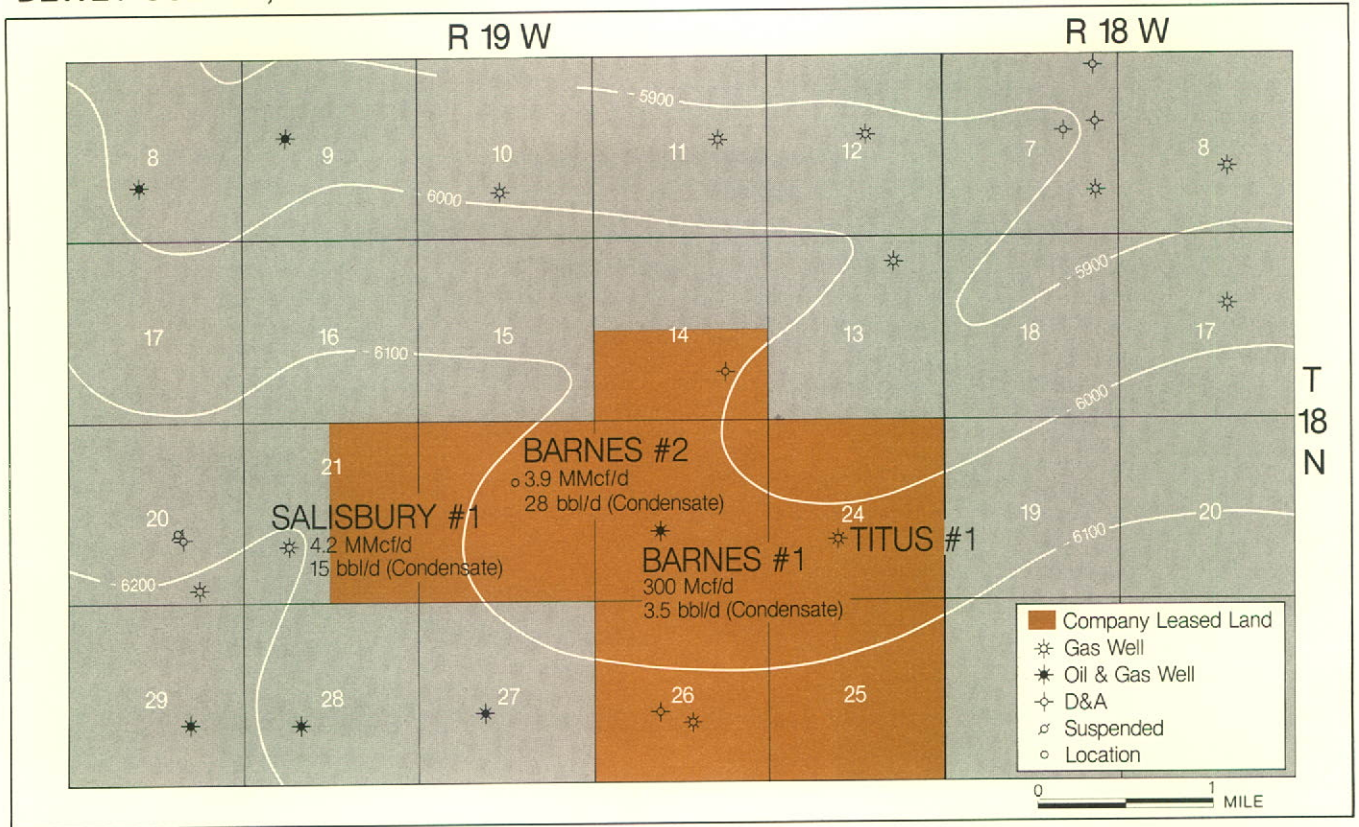 R 19 W
R 18 W
5900
8
9
10
11
12
7
8
6000
5900
17
16
15
14
13
18
17
6100
6000
T
18
N
21
BARNES #2
3.9 MMcf/d
28 bbl/d (Condensate)
20
SALISBURY #1
4.2 MMcf/d
15 bbl/d (Condensate)
24
TITUS #1
19
20
6100
BARNES #1
300 Mcf/d
3.5 bbl/d (Condensate)
6200
29
28
27
26
25
Company Leased Land
Gas Well
Oil & Gas Well
D&A
Suspended
Location
0
1
MILE